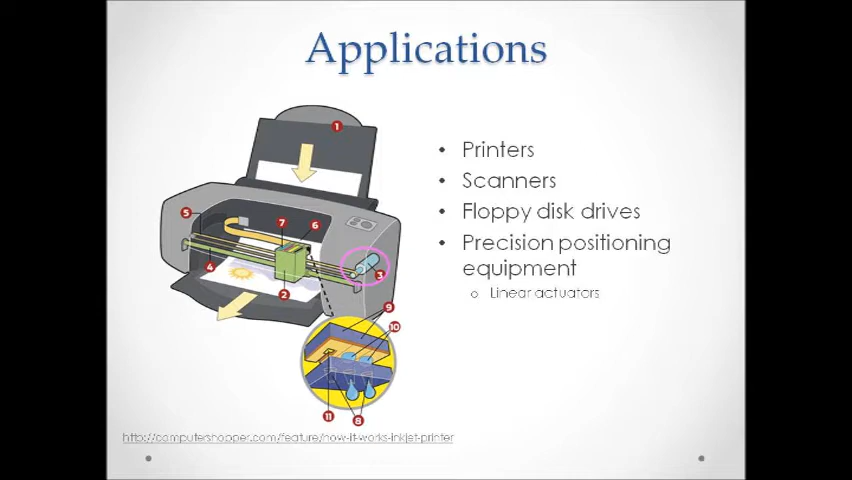 Applications
1
5
7
6
4
3
2
9
10
11
8
• Printers
• Scanners
• Floppy disk drives
• Precision positioning
equipment
o Linear actuators
http://computershopper.com/feature/how-it-works-inkjet-printer